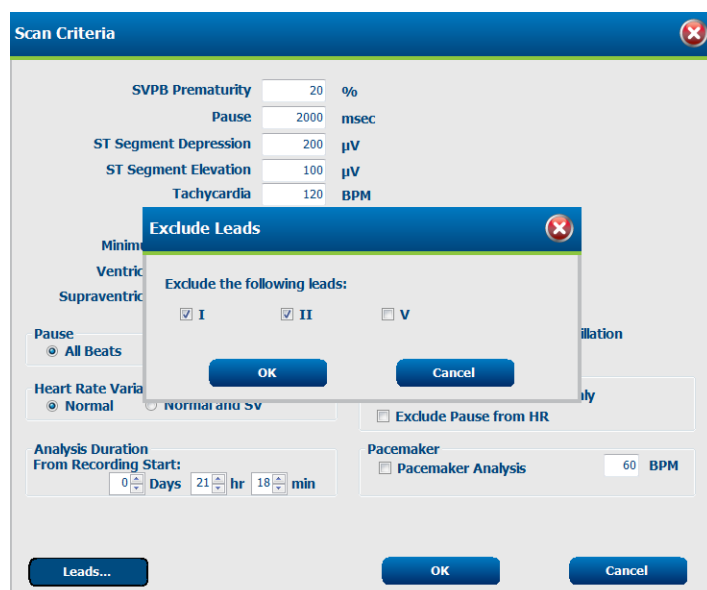 Scan Criteria
SVPB Prematurity 20 %
Pause 2000 msec
ST Segment Depression 200 µV
ST Segment Elevation 100 µV
Tachycardia 120 BPM
Exclude Leads
Exclude the following leads:
I II V
OK Cancel
Pause
All Beats
Normal Normal and SV
Exclude Pause from HR
Analysis Duration
From Recording Start:
0 Days 21 hr 18 min
Pacemaker
Pacemaker Analysis 60 BPM
Leads... OK Cancel